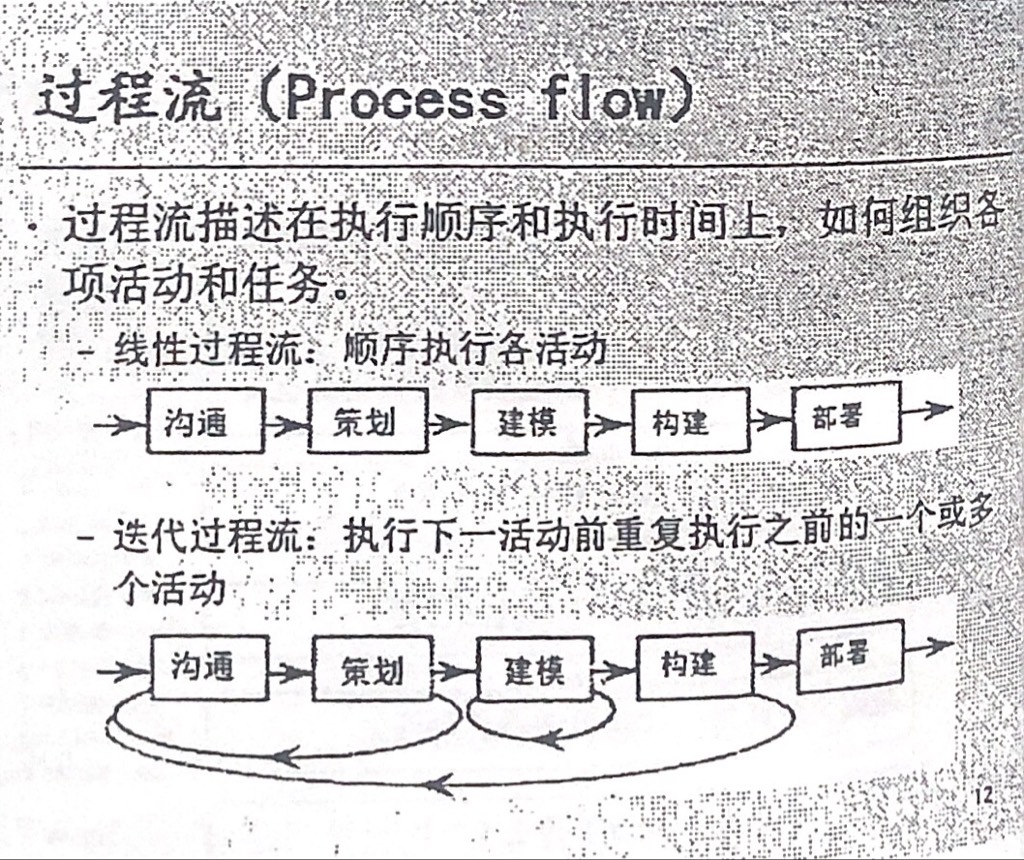 过程流（Process flow）
· 过程流描述在执行顺序和执行时间上，如何组织各
项活动和任务。
- 线性过程流：顺序执行各活动
沟通 策划 建模 构建 部署
- 迭代过程流：执行下一活动前重复执行之前的一个或多
个活动
沟通 策划 建模 构建 部署
12